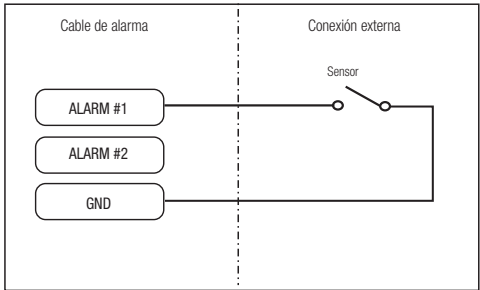 Cable de alarma
Conexión externa
Sensor
ALARM #1
ALARM #2
GND